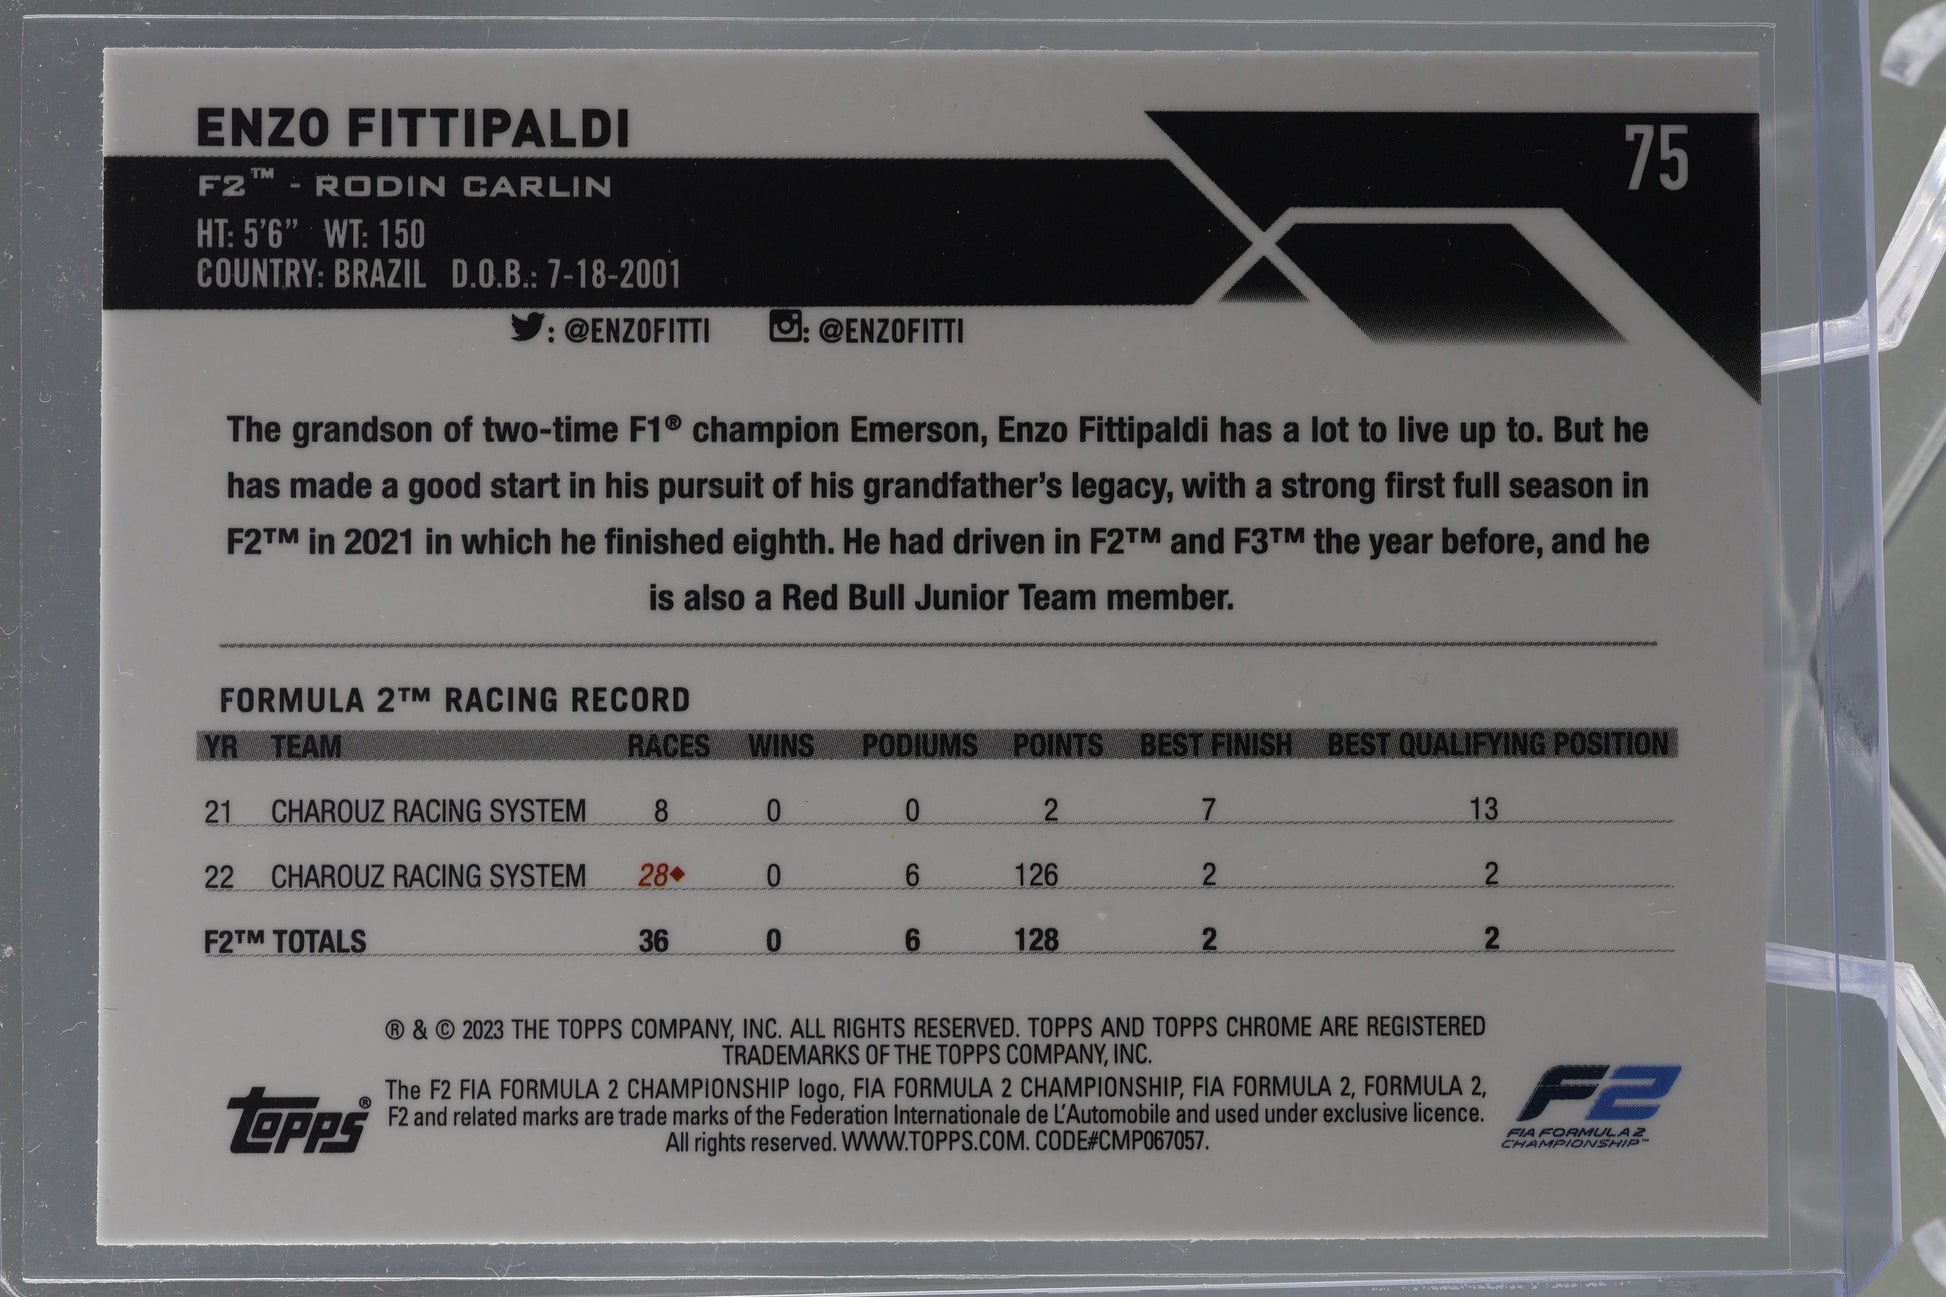 ENZO FITTIPALDI
75
F2™ - RODIN CARLIN
HT: 5'6” WT: 150
COUNTRY: BRAZIL D.O.B.: 7-18-2001
: @ENZOFITTI : @ENZOFITTI
The grandson of two-time F1® champion Emerson, Enzo Fittipaldi has a lot to live up to. But he
has made a good start in his pursuit of his grandfather’s legacy, with a strong first full season in
F2™ in 2021 in which he finished eighth. He had driven in F2™ and F3™ the year before, and he
is also a Red Bull Junior Team member.
FORMULA 2™ RACING RECORD
YR TEAM RACES WINS PODIUMS POINTS BEST FINISH BEST QUALIFYING POSITION
21 CHAROUZ RACING SYSTEM 8 0 0 2 7 13
22 CHAROUZ RACING SYSTEM 28♦ 0 6 126 2 2
F2™ TOTALS 36 0 6 128 2 2
® & © 2023 THE TOPPS COMPANY, INC. ALL RIGHTS RESERVED. TOPPS AND TOPPS CHROME ARE REGISTERED
TRADEMARKS OF THE TOPPS COMPANY, INC.
The F2 FIA FORMULA 2 CHAMPIONSHIP logo, FIA FORMULA 2 CHAMPIONSHIP, FIA FORMULA 2, FORMULA 2,
F2 and related marks are trade marks of the Federation Internationale de L’Automobile and used under exclusive licence.
All rights reserved. WWW.TOPPS.COM. CODE#CMP067057.
topps®
F2
FIA FORMULA 2
CHAMPIONSHIP™